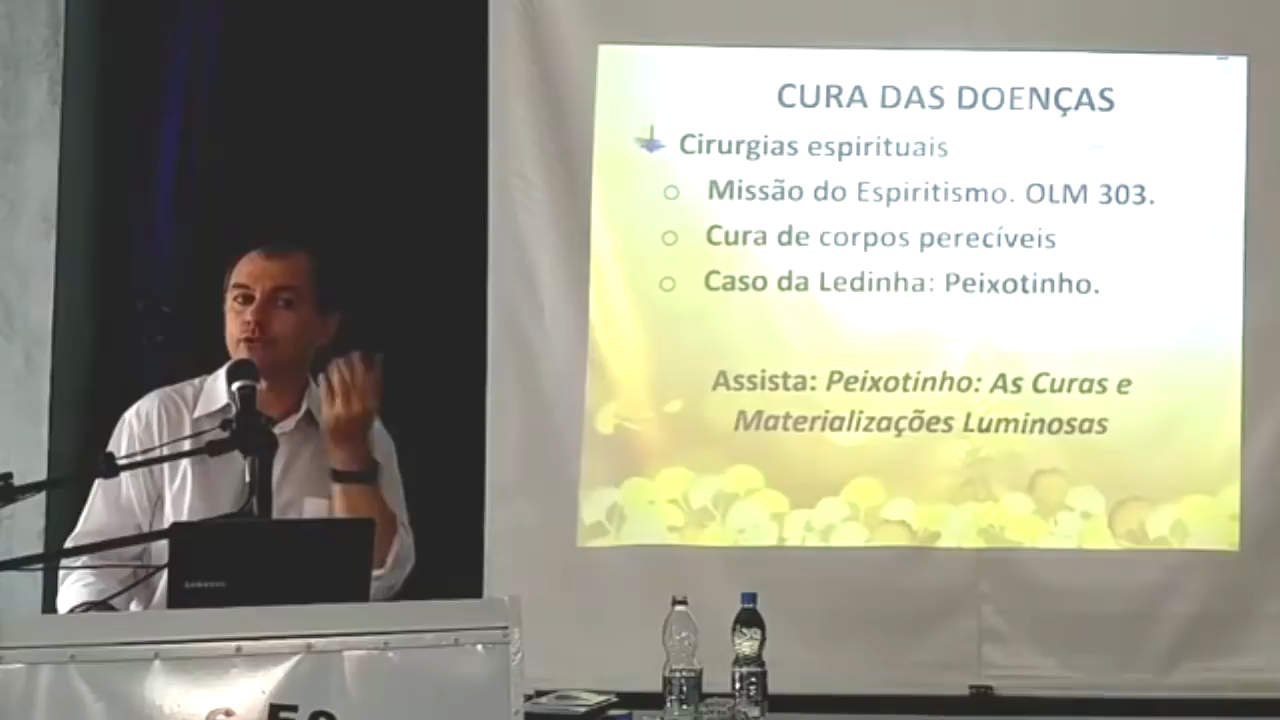 CURA DAS DOENÇAS
Cirurgias espirituais
Missão do Espiritismo. OLM 303.
Cura de corpos perecíveis
Caso da Ledinha: Peixotinho.
Assista: Peixotinho: As Curas e
Materializações Luminosas
SAMSUNG